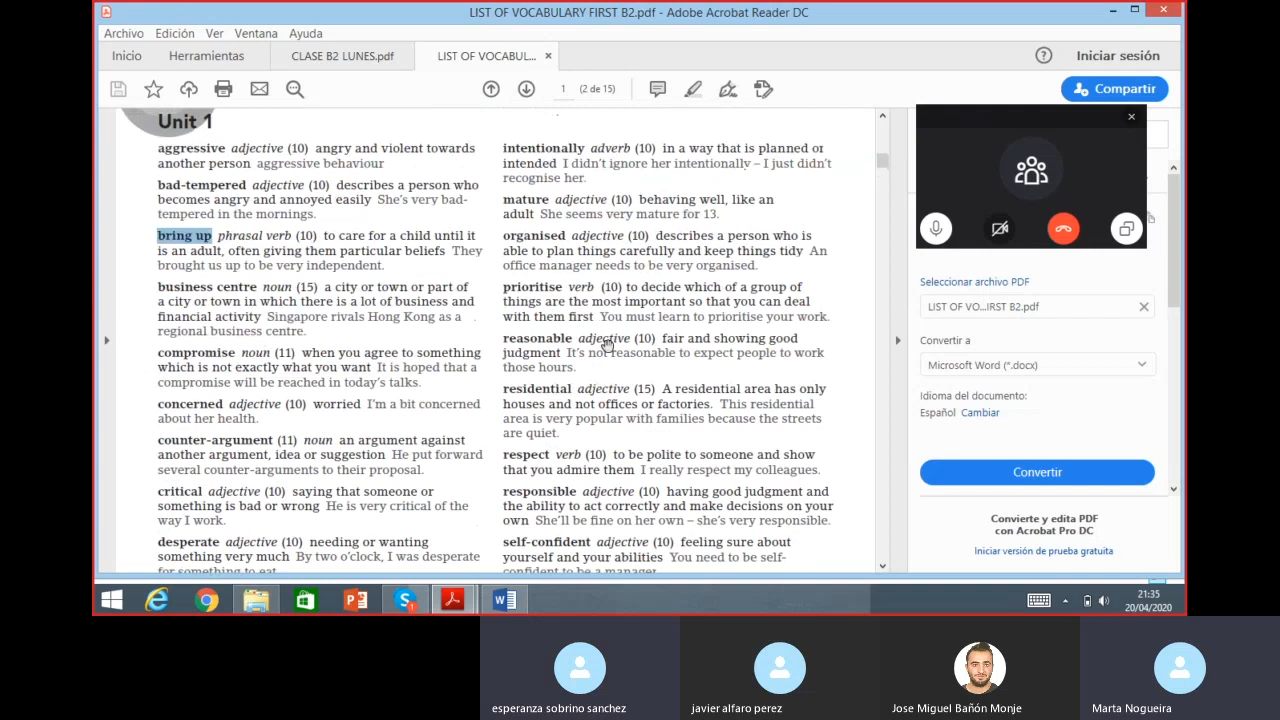 LIST OF VOCABULARY FIRST B2.pdf - Adobe Acrobat Reader DC
Archivo Edición Ver Ventana Ayuda
Inicio Herramientas CLASE B2 LUNES.pdf LIST OF VOCABUL... × Iniciar sesión
1 (2 de 15) Compartir
Unit 1
aggressive adjective (10) angry and violent towards
another person aggressive behaviour
bad-tempered adjective (10) describes a person who
becomes angry and annoyed easily She's very bad-
tempered in the mornings.
bring up phrasal verb (10) to care for a child until it
is an adult, often giving them particular beliefs They
brought us up to be very independent.
business centre noun (15) a city or town or part of
a city or town in which there is a lot of business and
financial activity Singapore rivals Hong Kong as a
regional business centre.
compromise noun (11) when you agree to something
which is not exactly what you want It is hoped that a
compromise will be reached in today's talks.
concerned adjective (10) worried I'm a bit concerned
about her health.
counter-argument (11) noun an argument against
another argument, idea or suggestion He put forward
several counter-arguments to their proposal.
critical adjective (10) saying that someone or
something is bad or wrong He is very critical of the
way I work.
desperate adjective (10) needing or wanting
something very much By two o'clock, I was desperate
for something to eat.
intentionally adverb (10) in a way that is planned or
intended I didn't ignore her intentionally – I just didn't
recognise her.
mature adjective (10) behaving well, like an
adult She seems very mature for 13.
organised adjective (10) describes a person who is
able to plan things carefully and keep things tidy An
office manager needs to be very organised.
prioritise verb (10) to decide which of a group of
things are the most important so that you can deal
with them first You must learn to prioritise your work.
reasonable adjective (10) fair and showing good
judgment It's not reasonable to expect people to work
those hours.
residential adjective (15) A residential area has only
houses and not offices or factories. This residential
area is very popular with families because the streets
are quiet.
respect verb (10) to be polite to someone and show
that you admire them I really respect my colleagues.
responsible adjective (10) having good judgment and
the ability to act correctly and make decisions on your
own She'll be fine on her own – she's very responsible.
self-confident adjective (10) feeling sure about
yourself and your abilities You need to be self-
confident to be a manager.
Seleccionar archivo PDF
LIST OF VO...IRST B2.pdf
Convertir a
Microsoft Word (*.docx)
Idioma del documento:
Español Cambiar
Convertir
Convierte y edita PDF
con Acrobat Pro DC
Iniciar versión de prueba gratuita
21:35
20/04/2020
esperanza sobrino sanchez
javier alfaro perez
Jose Miguel Bañón Monje
Marta Nogueira